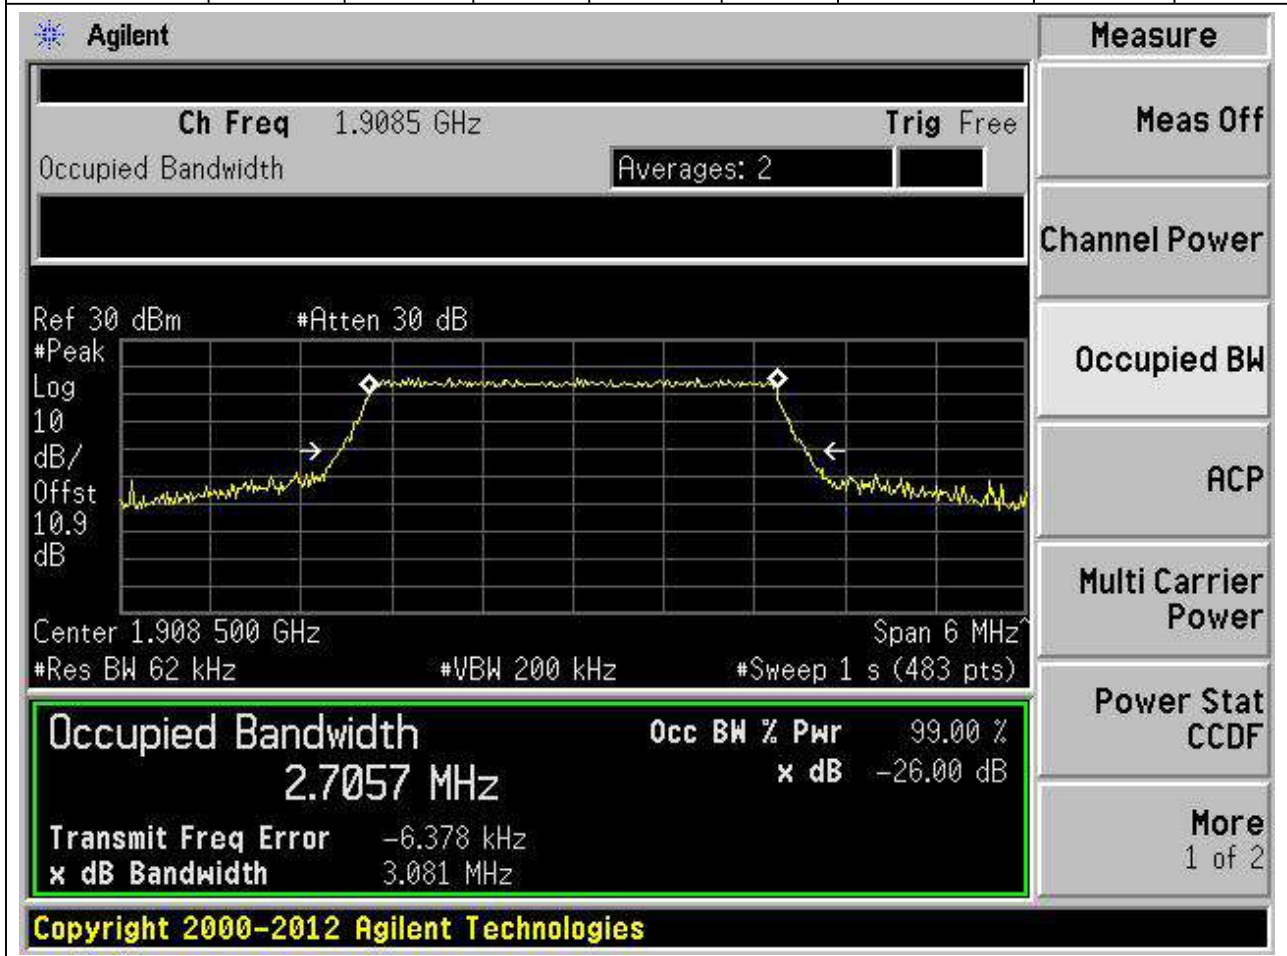 Agilent
Measure
Ch Freq 1.9085 GHz Trig Free
Occupied Bandwidth Averages: 2
Meas Off
Channel Power
Occupied BW
ACP
Multi Carrier
Power
Power Stat
CCDF
More
1 of 2
Ref 30 dBm #Atten 30 dB
#Peak
Log
10
dB/
Offst
10.9
dB
Center 1.908 500 GHz Span 6 MHz^
#Res BW 62 kHz #VBW 200 kHz #Sweep 1 s (483 pts)
Occupied Bandwidth Occ BW % Pwr 99.00 %
2.7057 MHz x dB -26.00 dB
Transmit Freq Error -6.378 kHz
x dB Bandwidth 3.081 MHz
Copyright 2000-2012 Agilent Technologies